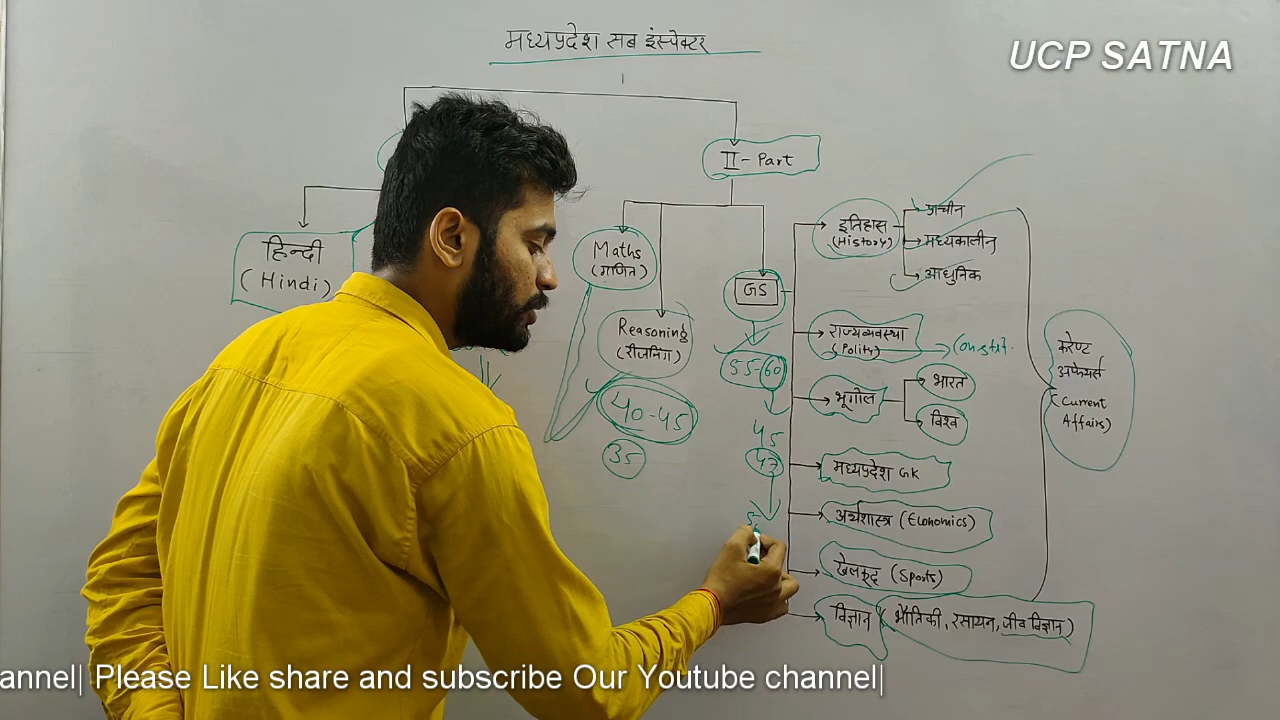 मध्यप्रदेश सब इंस्पेक्टर
UCP SATNA
II - Part
हिन्दी
(Hindi)
Maths
(गणित)
Reasoning
(रीजनिंग)
40-45
35
GS
55-60
45
47
इतिहास
(History)
प्राचीन
मध्यकालीन
आधुनिक
राज्यव्यवस्था
(Polity)
भूगोल
भारत
विश्व
मध्यप्रदेश GK
अर्थशास्त्र (Economics)
खेलकूद (Sports)
विज्ञान (भौतिकी, रसायन, जीव विज्ञान)
करेण्ट
अफेयर्स
(Current
Affairs)
annel| Please Like share and subscribe Our Youtube channel|